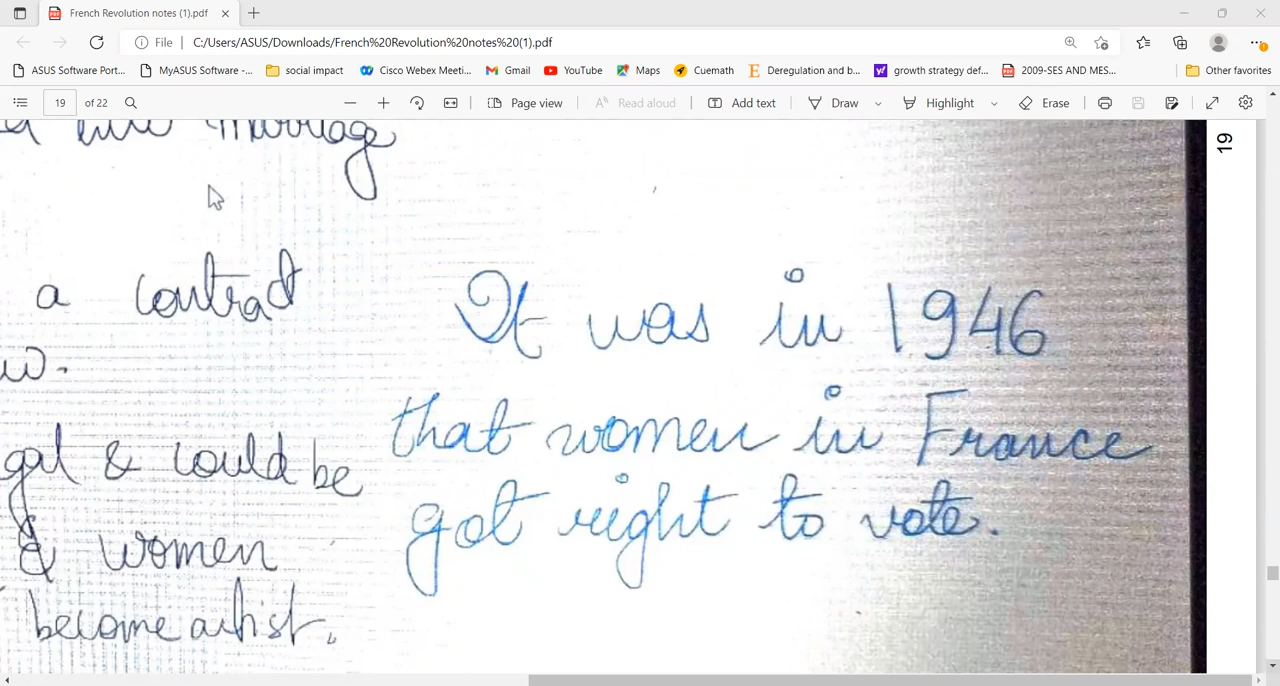 French Revolution notes (1).pdf
File C:/Users/ASUS/Downloads/French%20Revolution%20notes%20(1).pdf
ASUS Software Port... MyASUS Software -... social impact Cisco Webex Meeti... Gmail YouTube Maps Cuemath Deregulation and b... growth strategy def... 2009-SES AND MES... Other favorites
19 of 22 Page view Read aloud Add text Draw Highlight Erase
marriage
19
a contract
It was in 1946
that women in France
& could be
got right to vote.
& women
become artist.